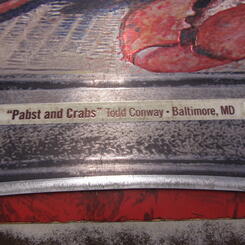 "Pabst and Crabs" Todd Conway • Baltimore, MD